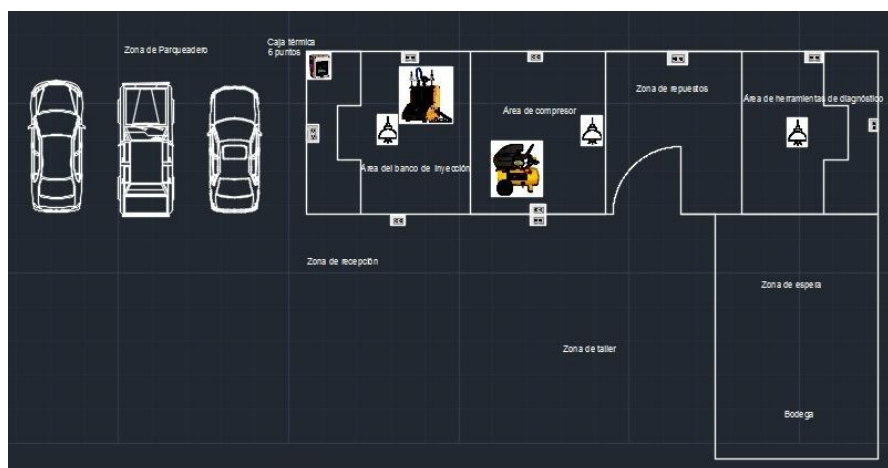 Zona de Parqueadero
Caja térmica
6 puntos
Zona de repuestos
Área de herramientas de diagnóstico
Área de compresor
Área del banco de Inyección
Zona de recepción
Zona de espera
Zona de taller
Bodega